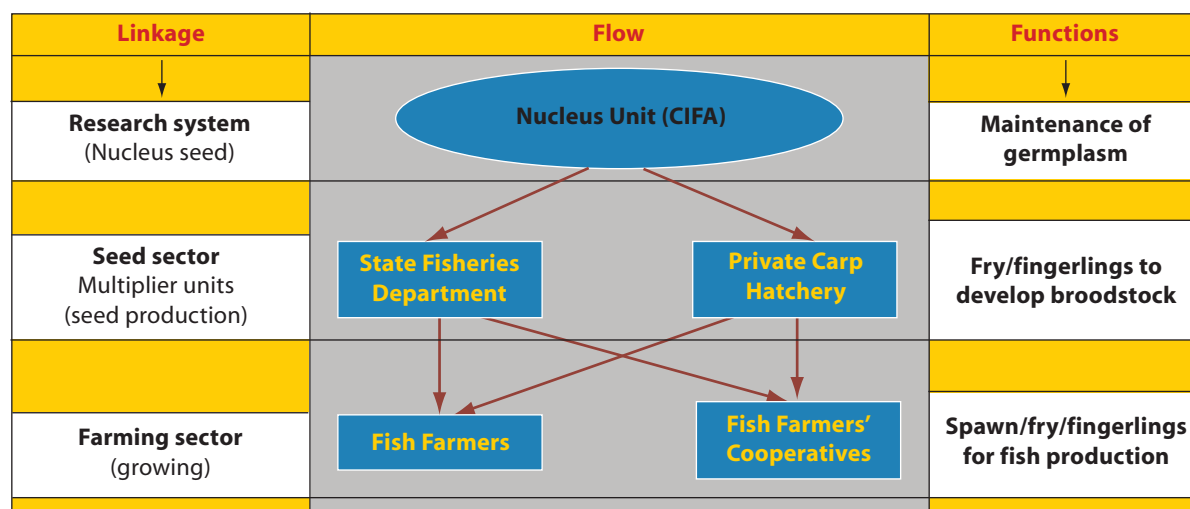 Linkage
Flow
Functions
Research system
(Nucleus seed)
Nucleus Unit (CIFA)
Maintenance of
germplasm
Seed sector
Multiplier units
(seed production)
State Fisheries
Department
Private Carp
Hatchery
Fry/fingerlings to
develop broodstock
Farming sector
(growing)
Fish Farmers
Fish Farmers’
Cooperatives
Spawn/fry/fingerlings
for fish production